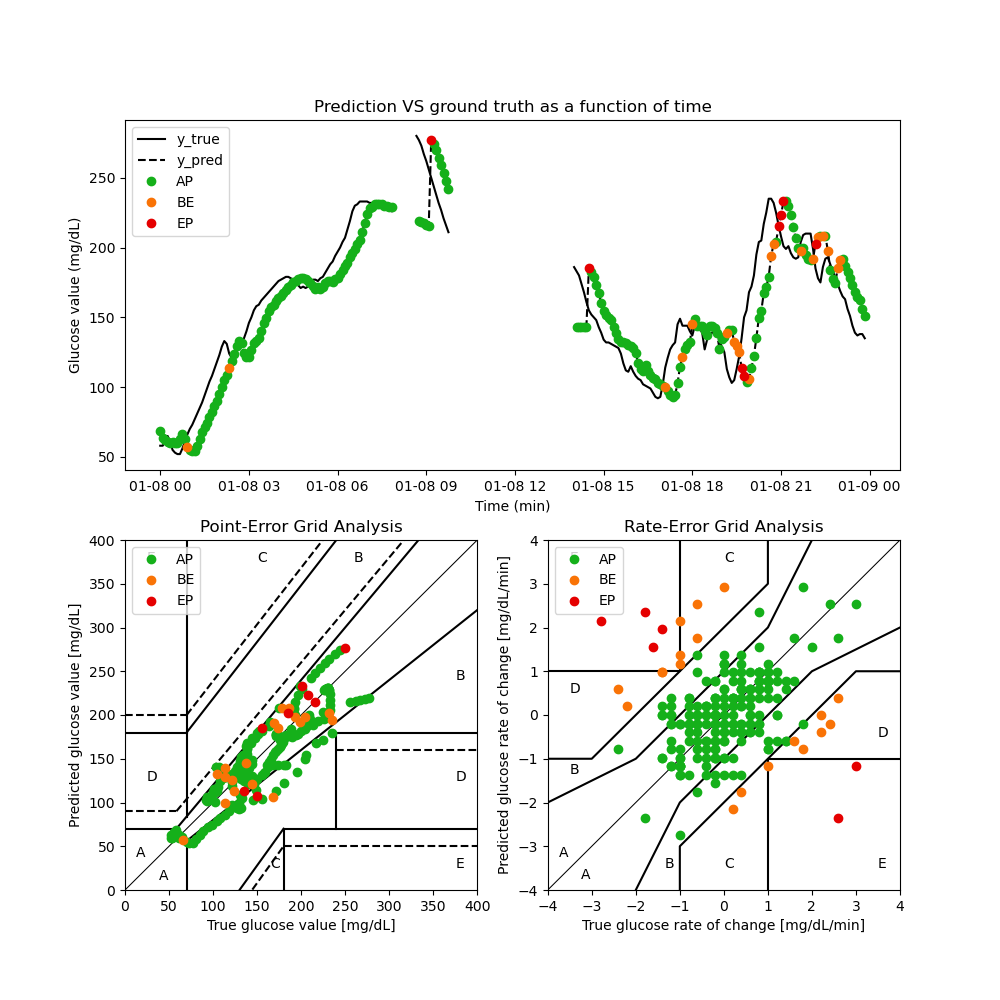 Prediction VS ground truth as a function of time
Glucose value (mg/dL)
250
200
150
100
50
y_true
y_pred
AP
BE
EP
01-08 00 01-08 03 01-08 06 01-08 09 01-08 12 01-08 15 01-08 18 01-08 21 01-09 00
Time (min)
Point-Error Grid Analysis
Predicted glucose value [mg/dL]
400
350
300
250
200
150
100
50
0
AP
BE
EP
C B
B
D D
A
A
C E
0 50 100 150 200 250 300 350 400
True glucose value [mg/dL]
Rate-Error Grid Analysis
Predicted glucose rate of change [mg/dL/min]
4
3
2
1
0
−1
−2
−3
−4
AP
BE
EP
C
D
D
B
A
A
B C E
−4 −3 −2 −1 0 1 2 3 4
True glucose rate of change [mg/dL/min]